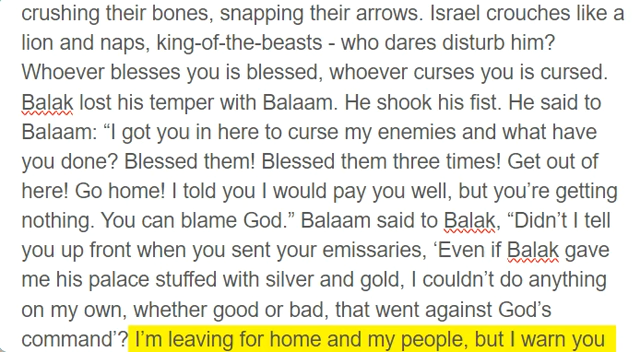 crushing their bones, snapping their arrows. Israel crouches like a
lion and naps, king-of-the-beasts - who dares disturb him?
Whoever blesses you is blessed, whoever curses you is cursed.
Balak lost his temper with Balaam. He shook his fist. He said to
Balaam: “I got you in here to curse my enemies and what have
you done? Blessed them! Blessed them three times! Get out of
here! Go home! I told you I would pay you well, but you’re getting
nothing. You can blame God.” Balaam said to Balak, “Didn’t I tell
you up front when you sent your emissaries, ‘Even if Balak gave
me his palace stuffed with silver and gold, I couldn’t do anything
on my own, whether good or bad, that went against God’s
command’? I’m leaving for home and my people, but I warn you